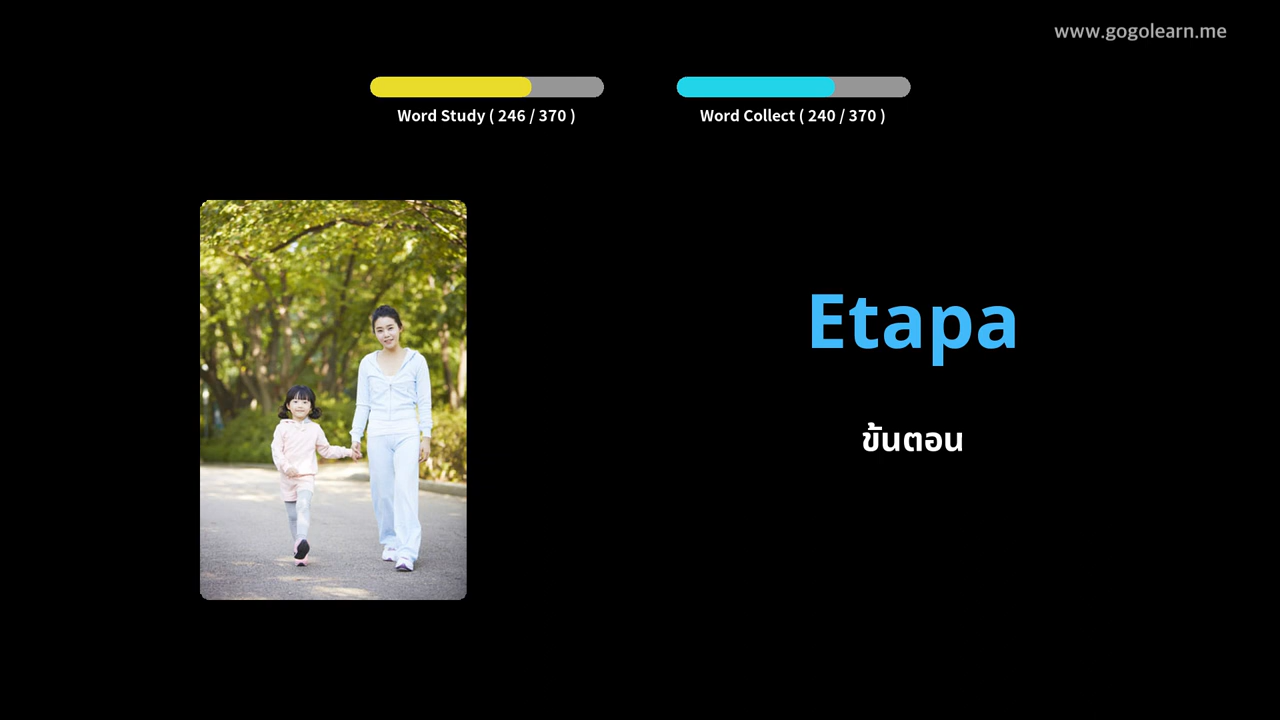 www.gogolearn.me
Word Study ( 246 / 370 )
Word Collect ( 240 / 370 )
Etapa
ขั้นตอน